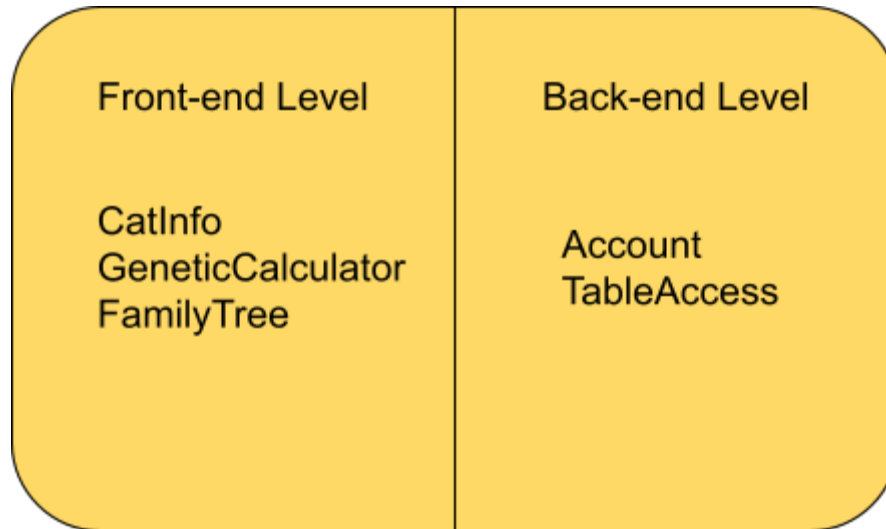 Front-end Level
CatInfo
GeneticCalculator
FamilyTree
Back-end Level
Account
TableAccess